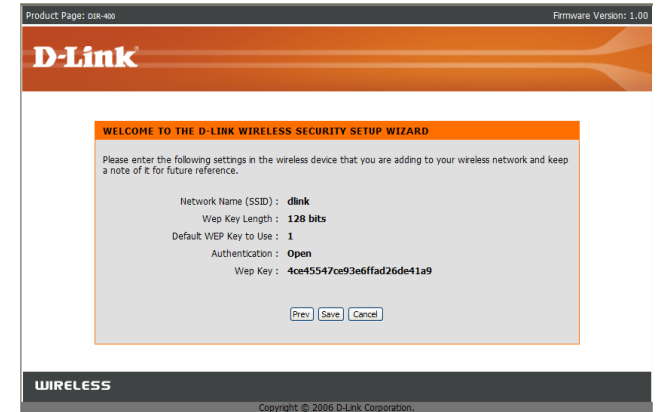 Product Page: DIR-400
Firmware Version: 1.00
D-Link
WELCOME TO THE D-LINK WIRELESS SECURITY SETUP WIZARD
Please enter the following settings in the wireless device that you are adding to your wireless network and keep
a note of it for future reference.
Network Name (SSID) : dlink
Wep Key Length : 128 bits
Default WEP Key to Use : 1
Authentication : Open
Wep Key : 4ce45547ce93e6ffad26de41a9
Prev Save Cancel
WIRELESS
Copyright © 2006 D-Link Corporation.